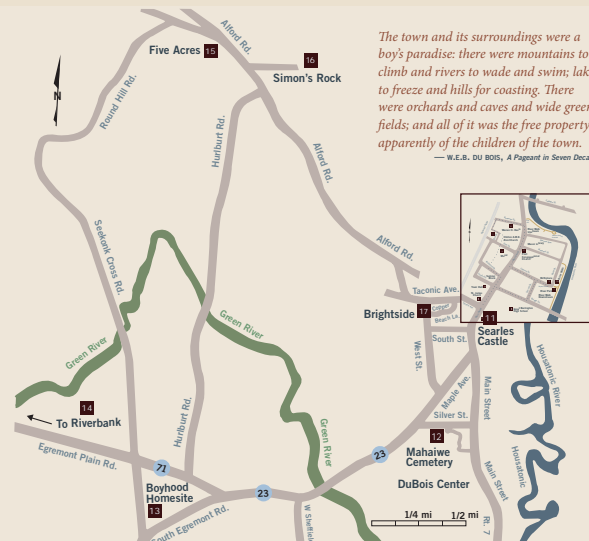 The town and its surroundings were a
boy's paradise: there were mountains to
climb and rivers to wade and swim; lak
to freeze and hills for coasting. There
were orchards and caves and wide green
fields; and all of it was the free property
apparently of the children of the town.
— W.E.B. DU BOIS, A Pageant in Seven Deca
Alford Rd.
Five Acres 15
16
Simon's Rock
N
Round Hill Rd.
Hurlburt Rd.
Alford Rd.
Seekonk Cross Rd.
Alford Rd.
Taconic Ave.
Brightside 17
Beach Ln.
11
Searles
Castle
South St.
West St.
Green River
Green River
Housatonic River
Maple Ave.
Main Street
14
To Riverbank
Hurlburt Rd.
Green River
Silver St.
12
Mahaiwe
Cemetery
DuBois Center
Egremont Plain Rd.
71
23
23
Boyhood
Homesite
13
South Egremont Rd.
W Sheffiel
Housatonic
Main Street
Rt. 7
1/4 mi 1/2 mi